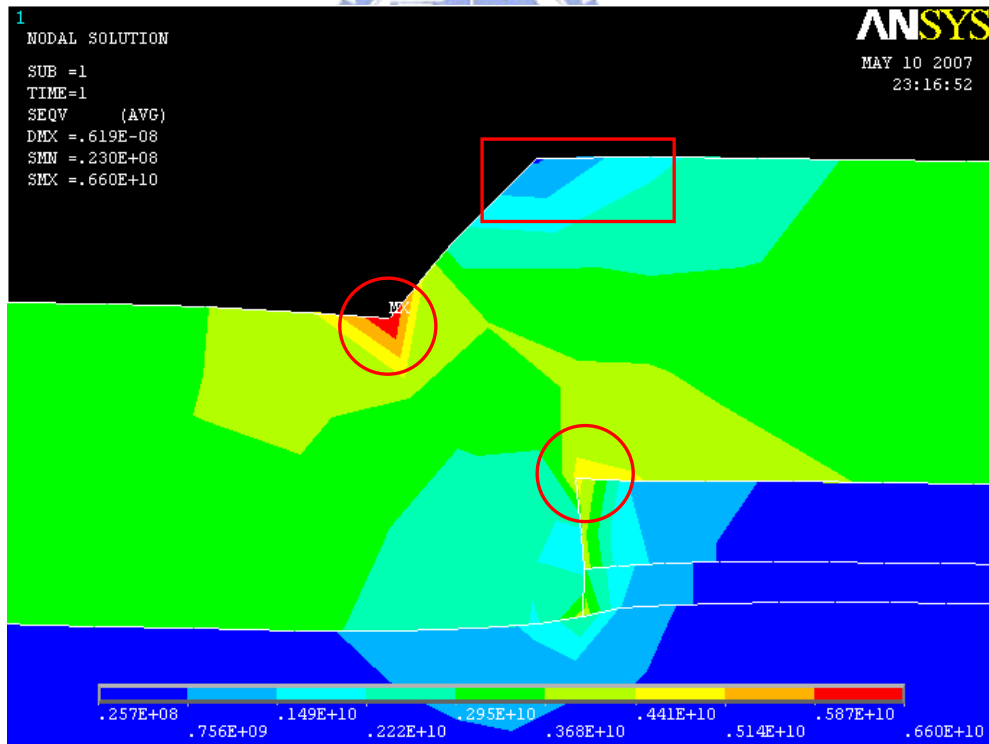 1
NODAL SOLUTION
SUB =1
TIME=1
SEQV (AVG)
DMX =.619E-08
SMN =.230E+08
SMX =.660E+10
ANSYS
MAY 10 2007
23:16:52
MX
.257E+08 .149E+10 .295E+10 .441E+10 .587E+10
.756E+09 .222E+10 .368E+10 .514E+10 .660E+10